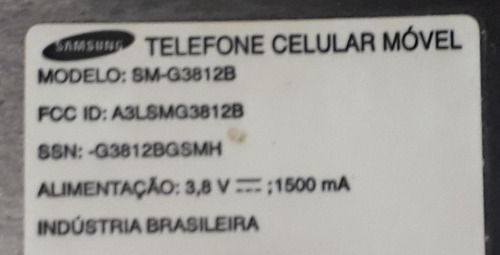 SAMSUNG TELEFONE CELULAR MÓVEL
MODELO: SM-G3812B
FCC ID: A3LSMG3812B
SSN: -G3812BGSMH
ALIMENTAÇÃO: 3,8 V ⎓ ;1500 mA
INDÚSTRIA BRASILEIRA